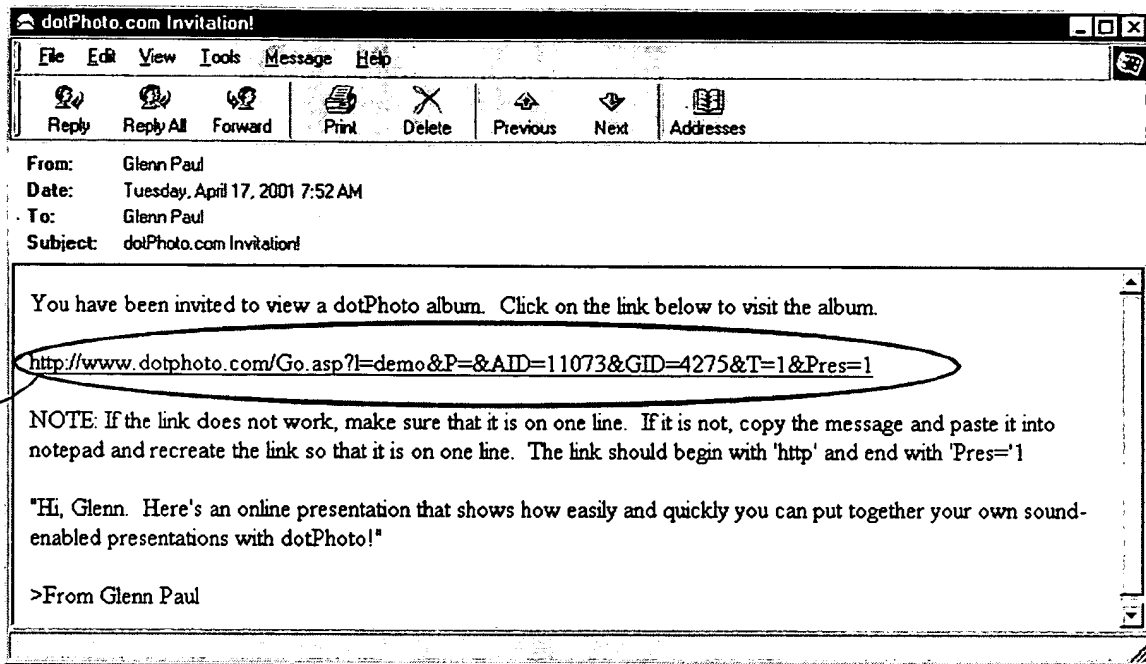 dotPhoto.com Invitation!
File Edit View Tools Message Help
Reply Reply All Forward Print Delete Previous Next Addresses
From: Glenn Paul
Date: Tuesday, April 17, 2001 7:52 AM
To: Glenn Paul
Subject: dotPhoto.com Invitation!
You have been invited to view a dotPhoto album. Click on the link below to visit the album.
http://www.dotphoto.com/Go.asp?l=demo&P=&AID=11073&GID=4275&T=1&Pres=1
NOTE: If the link does not work, make sure that it is on one line. If it is not, copy the message and paste it into
notepad and recreate the link so that it is on one line. The link should begin with 'http' and end with 'Pres='1
"Hi, Glenn. Here's an online presentation that shows how easily and quickly you can put together your own sound-
enabled presentations with dotPhoto!"
>From Glenn Paul